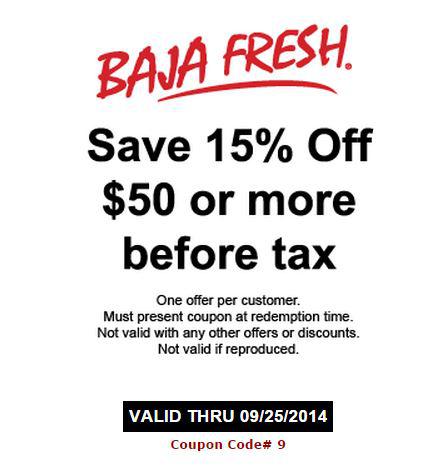 BAJA FRESH®
Save 15% Off
$50 or more
before tax
One offer per customer.
Must present coupon at redemption time.
Not valid with any other offers or discounts.
Not valid if reproduced.
VALID THRU 09/25/2014
Coupon Code# 9